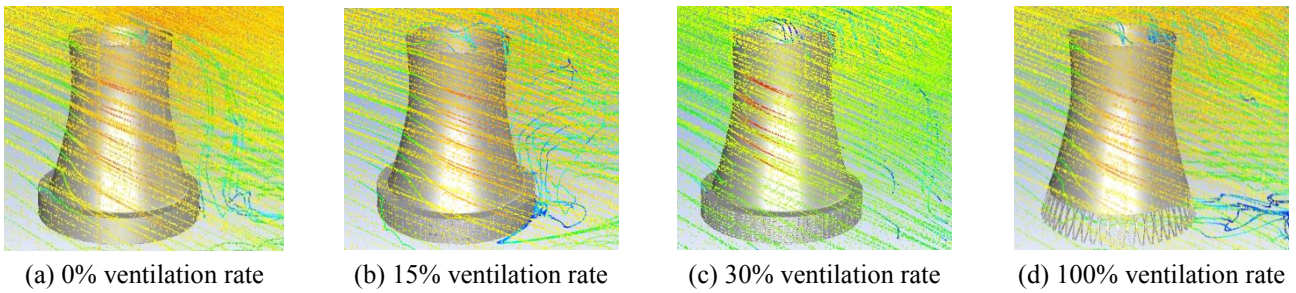 (a) 0% ventilation rate
(b) 15% ventilation rate
(c) 30% ventilation rate
(d) 100% ventilation rate